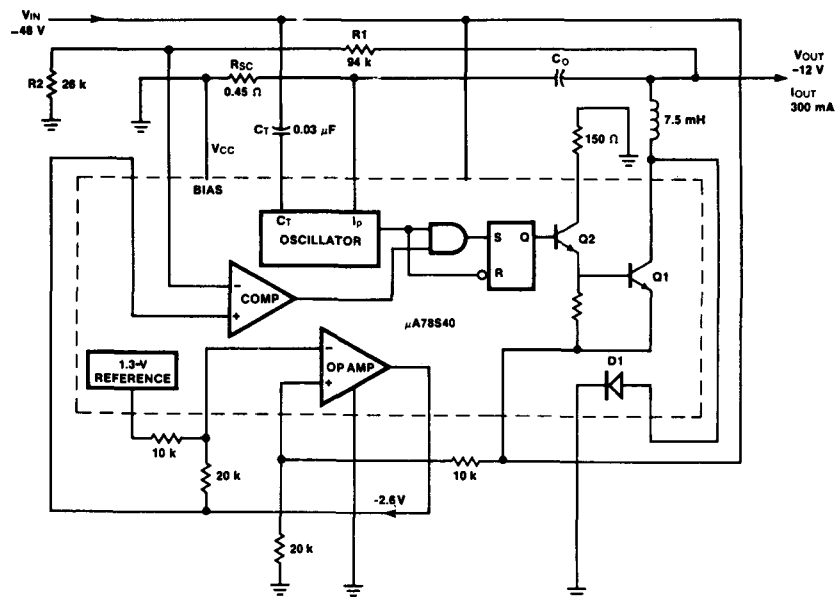 VIN
–48 V
R1
94 k
R2
26 k
RSC
0.45 Ω
CO
VOUT
–12 V
IOUT
300 mA
7.5 mH
150 Ω
CT
0.03 μF
VCC
BIAS
CT
Ip
OSCILLATOR
S
Q
R
Q2
Q1
–
COMP
+
μA78S40
1.3-V
REFERENCE
–
OP AMP
+
D1
10 k
20 k
10 k
-2.6V
20 k